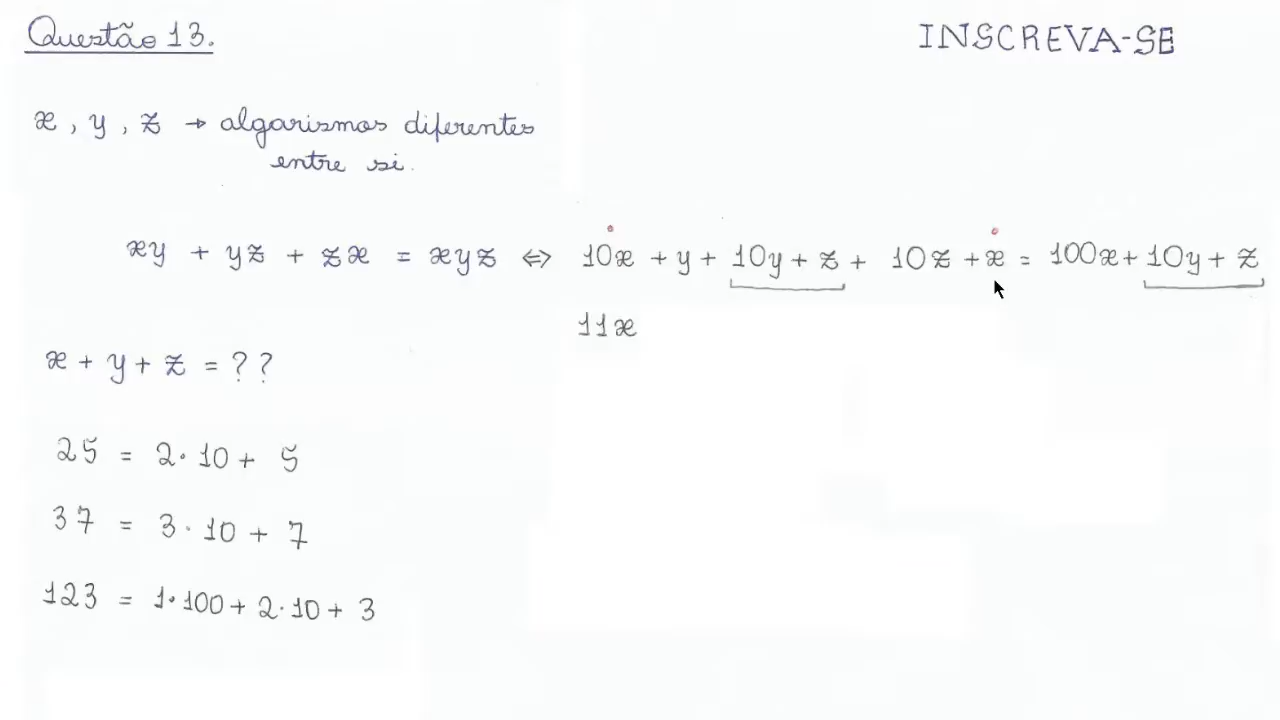 Questão 13.
INSCREVA-SE
x, y, z → algarismos diferentes
entre si.
xy + yz + zx = xyz ⇔ 10x + y + 10y + z + 10z + x = 100x + 10y + z
11x
x + y + z = ??
25 = 2·10 + 5
37 = 3·10 + 7
123 = 1·100 + 2·10 + 3